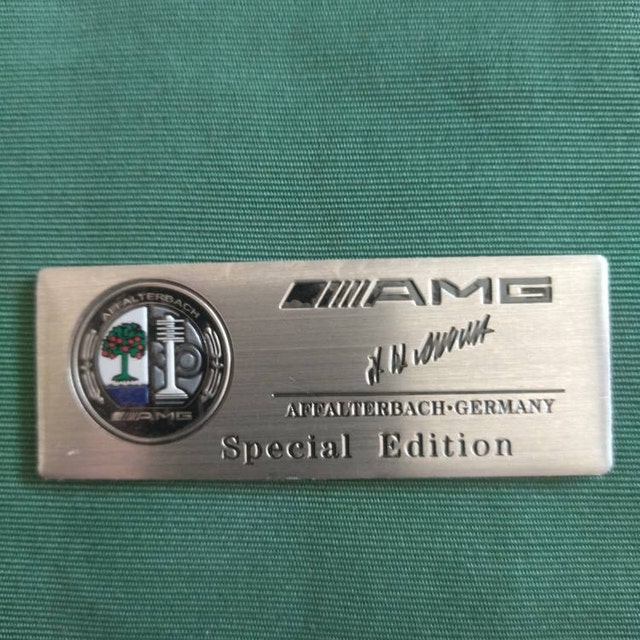 AFFALTERBACH
AMG
AMG
AFFALTERBACH·GERMANY
Special Edition